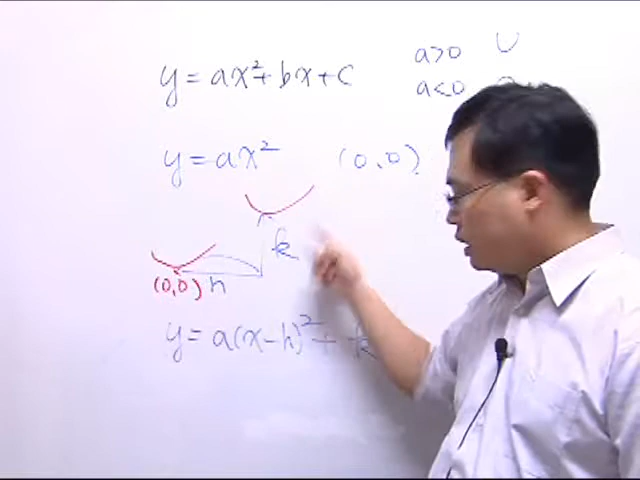 y = ax² + bx + c
a>0
a<0
y = ax² (0,0)
k
(0,0) h
y = a(x-h)² + k